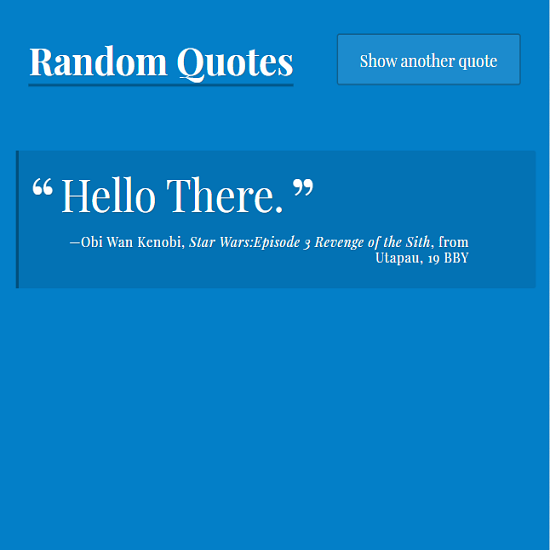 Random Quotes
Show another quote
“ Hello There. ”
—Obi Wan Kenobi, Star Wars:Episode 3 Revenge of the Sith, from
Utapau, 19 BBY